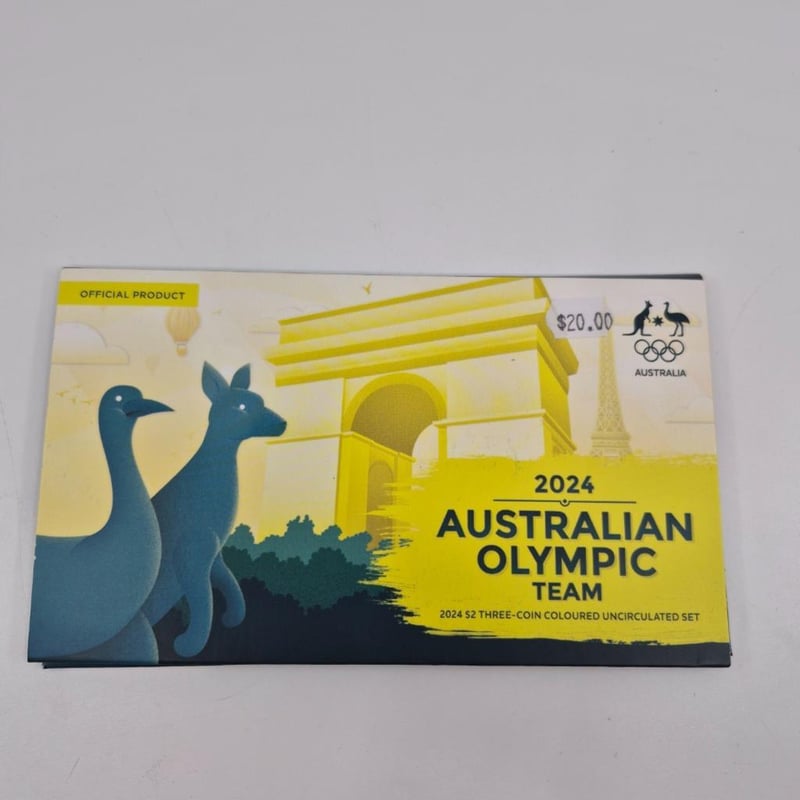 OFFICIAL PRODUCT
$20.00
AUSTRALIA
2024
AUSTRALIAN
OLYMPIC
TEAM
2024 $2 THREE-COIN COLOURED UNCIRCULATED SET